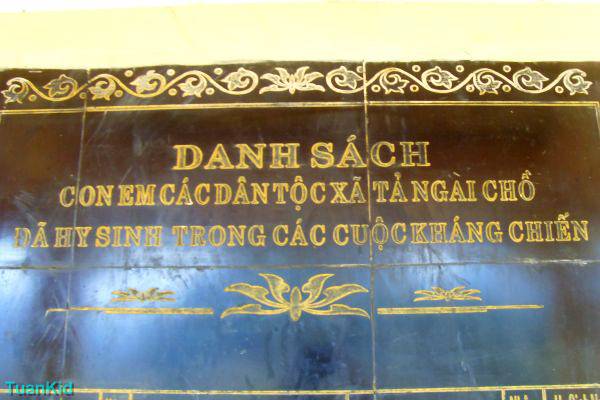 DANH SÁCH
CON EM CÁC DÂN TỘC XÃ TẢ NGAI CHỒ
ĐÃ HY SINH TRONG CÁC CUỘC KHÁNG CHIẾN
TuanKid